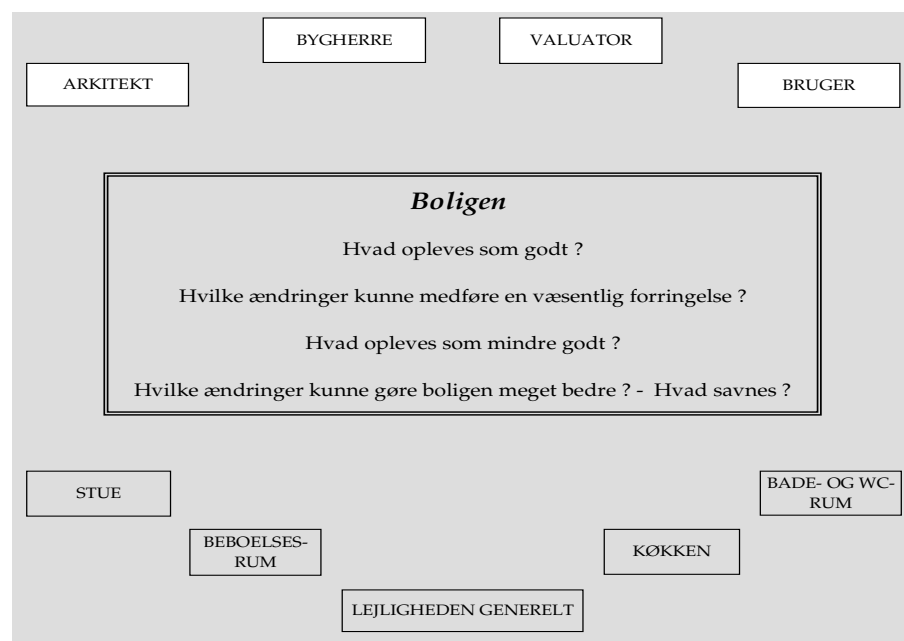 BYGHERRE
VALUATOR
ARKITEKT
BRUGER
Boligen
Hvad opleves som godt ?
Hvilke ændringer kunne medføre en væsentlig forringelse ?
Hvad opleves som mindre godt ?
Hvilke ændringer kunne gøre boligen meget bedre ? - Hvad savnes ?
STUE
BADE- OG WC-
RUM
BEBOELSES-
RUM
KØKKEN
LEJLIGHEDEN GENERELT